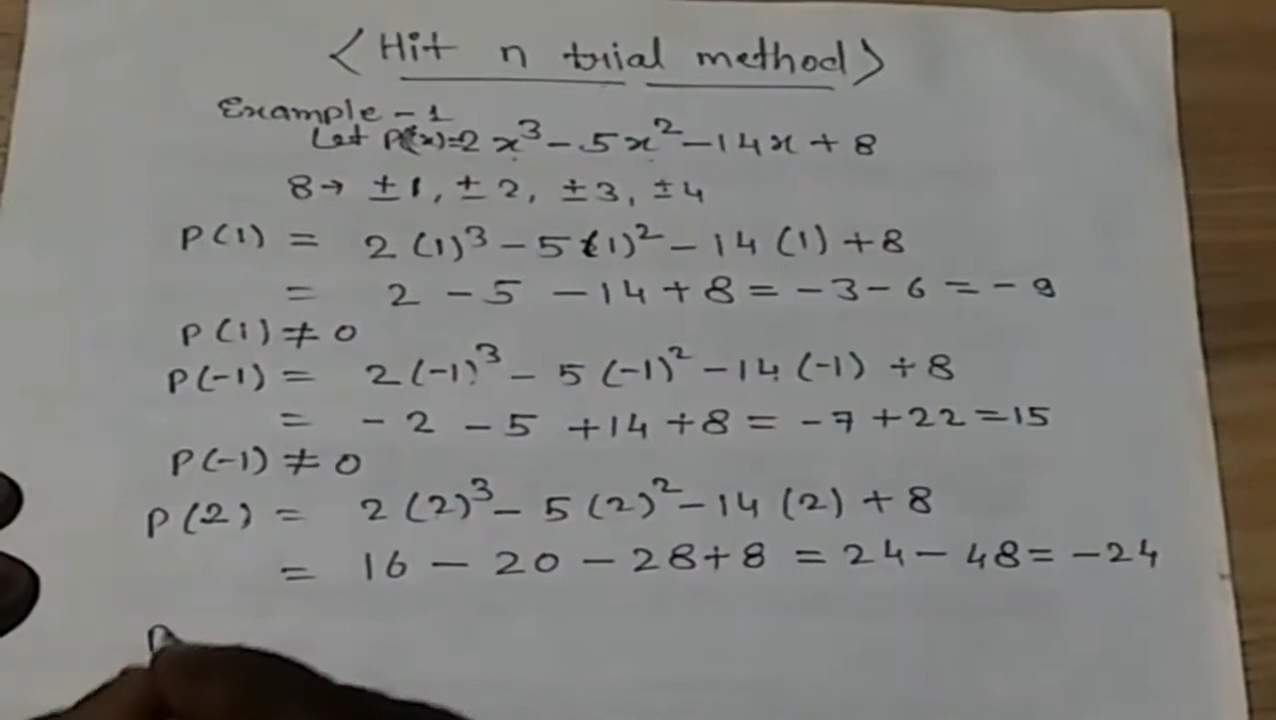 <Hit n trial method>
Example - 1
Let P(x)=2x³-5x²-14x+8
8→ ±1, ±2, ±3, ±4
P(1) = 2(1)³-5(1)²-14(1)+8
= 2-5-14+8=-3-6=-9
P(1)≠0
P(-1) = 2(-1)³-5(-1)²-14(-1)+8
= -2-5+14+8=-7+22=15
P(-1)≠0
P(2) = 2(2)³-5(2)²-14(2)+8
= 16-20-28+8=24-48=-24
P